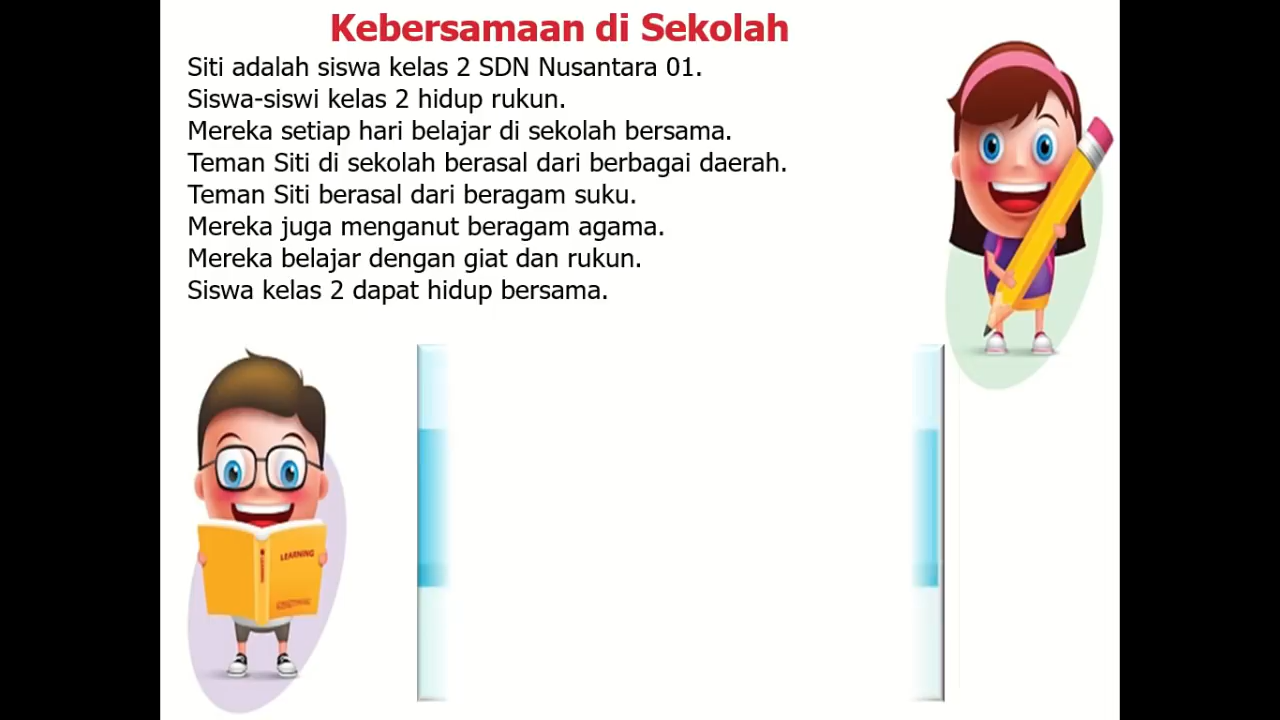 Kebersamaan di Sekolah
Siti adalah siswa kelas 2 SDN Nusantara 01.
Siswa-siswi kelas 2 hidup rukun.
Mereka setiap hari belajar di sekolah bersama.
Teman Siti di sekolah berasal dari berbagai daerah.
Teman Siti berasal dari beragam suku.
Mereka juga menganut beragam agama.
Mereka belajar dengan giat dan rukun.
Siswa kelas 2 dapat hidup bersama.
LEARNING